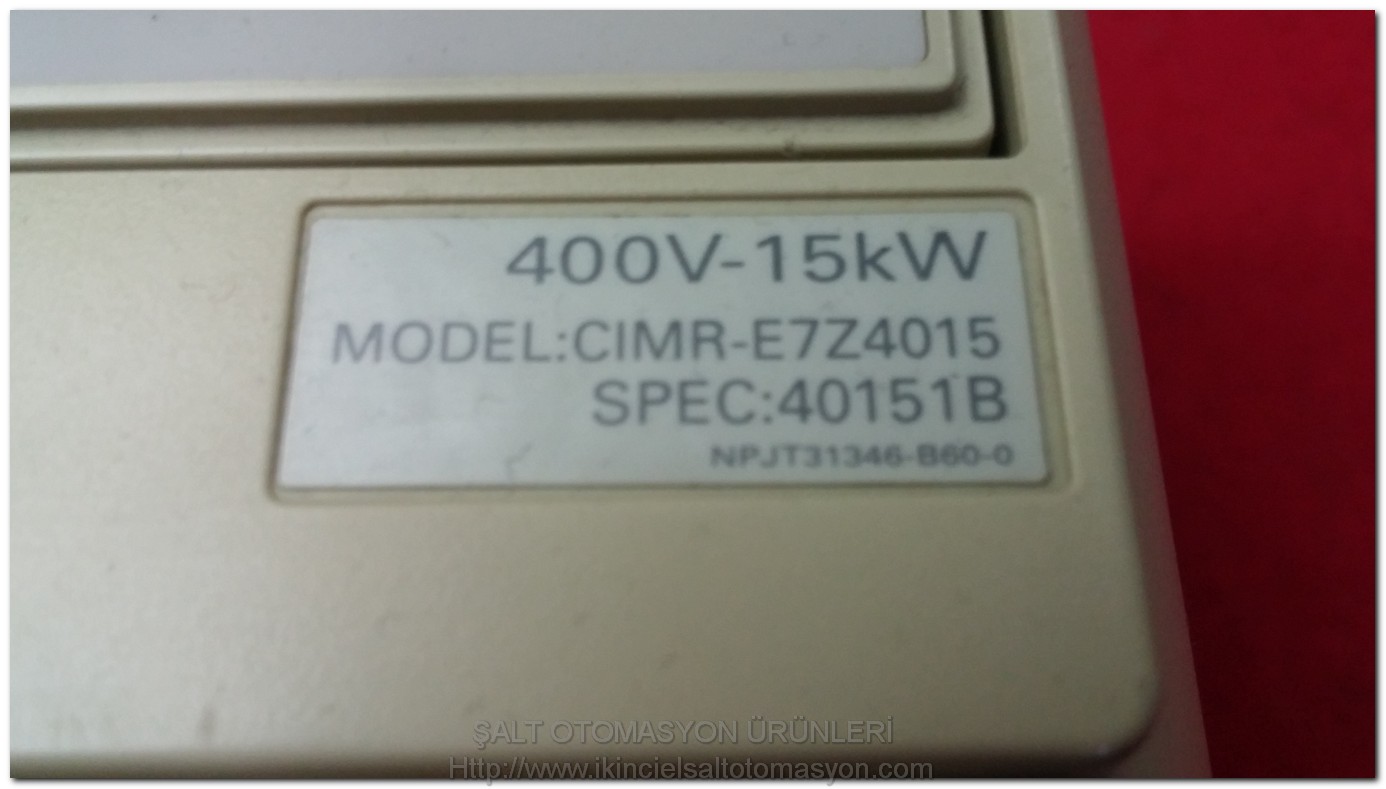 400V-15kW
MODEL:CIMR-E7Z4015
SPEC:40151B
NPJT31346-B60-0
ŞALT OTOMASYON ÜRÜNLERİ
Http://www.ikincielsaltotomasyon.com